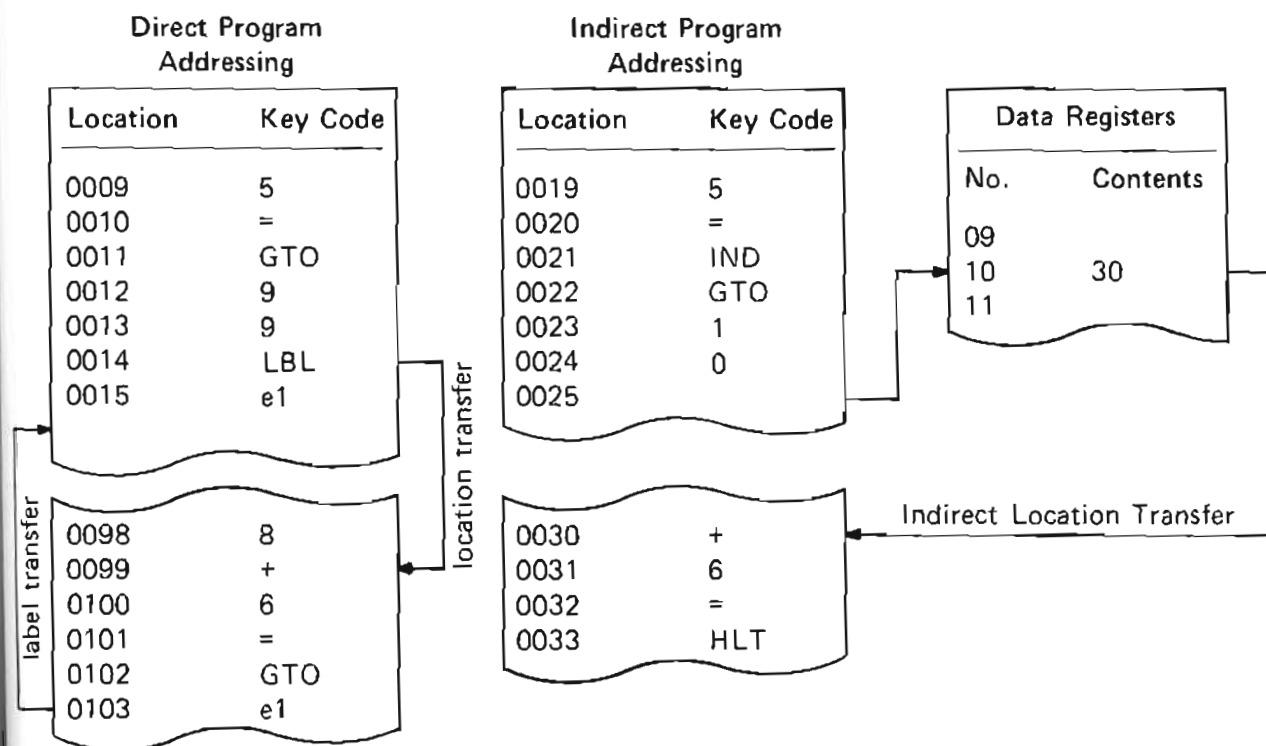 Direct Program
Addressing
Location Key Code
0009 5
0010 =
0011 GTO
0012 9
0013 9
0014 LBL
0015 e1
0098 8
0099 +
0100 6
0101 =
0102 GTO
0103 e1
label transfer
location transfer
Indirect Program
Addressing
Location Key Code
0019 5
0020 =
0021 IND
0022 GTO
0023 1
0024 0
0025
0030 +
0031 6
0032 =
0033 HLT
Data Registers
No. Contents
09
10 30
11
Indirect Location Transfer